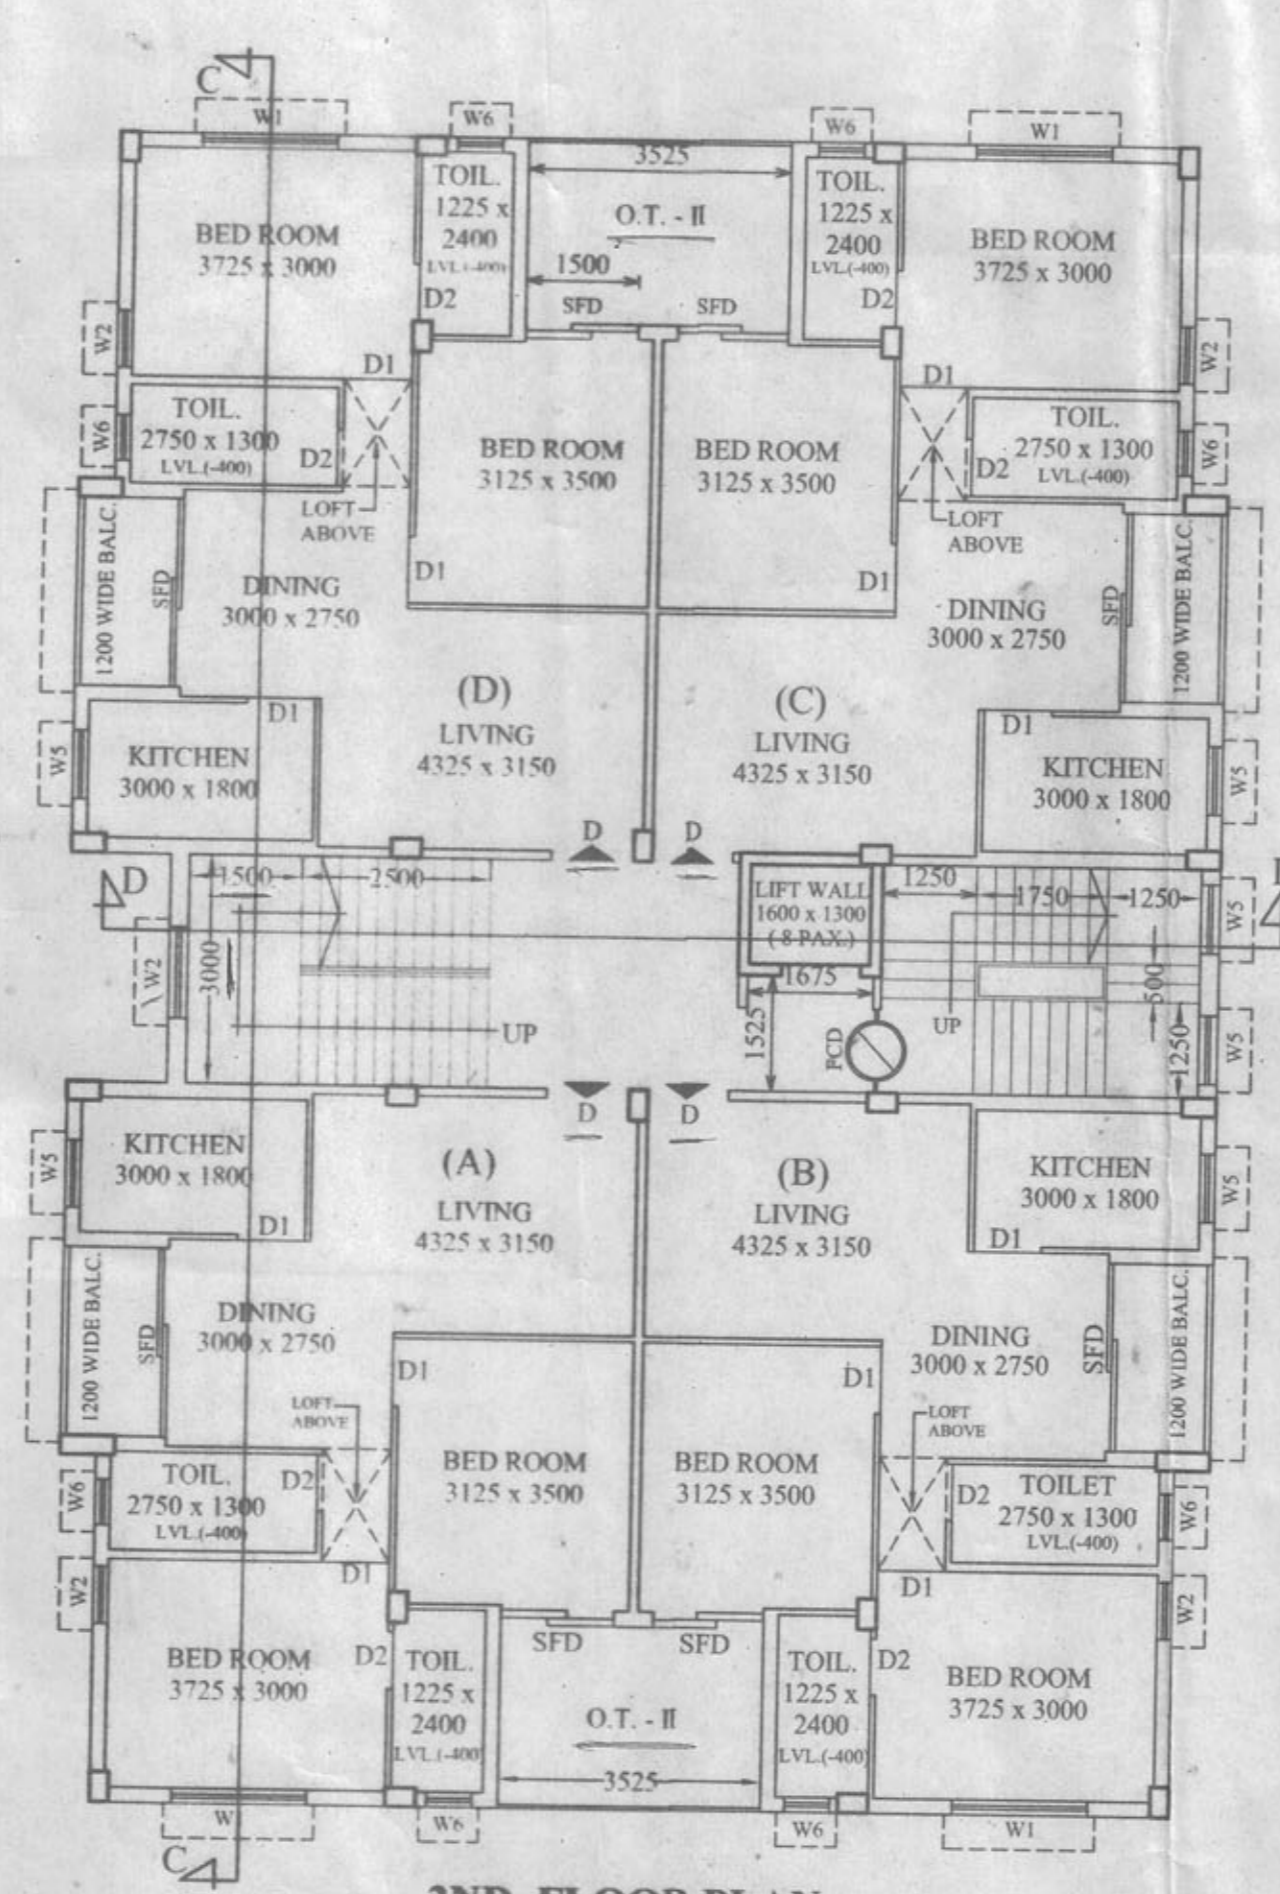 C
W1
W6
W6
W1
3525
TOIL.
1225 x
2400
LVL.(-400)
D2
O.T. - II
1500
SFD
SFD
TOIL.
1225 x
2400
LVL.(-400)
D2
BED ROOM
3725 x 3000
BED ROOM
3725 x 3000
W2
W2
D1
D1
TOIL.
2750 x 1300
LVL.(-400)
D2
W6
BED ROOM
3125 x 3500
BED ROOM
3125 x 3500
TOIL.
2750 x 1300
LVL.(-400)
D2
W6
LOFT
ABOVE
LOFT
ABOVE
1200 WIDE BALC.
SFD
D1
D1
DINING
3000 x 2750
DINING
3000 x 2750
SFD
1200 WIDE BALC.
(D)
LIVING
4325 x 3150
(C)
LIVING
4325 x 3150
D1
D1
KITCHEN
3000 x 1800
W5
KITCHEN
3000 x 1800
W5
D
D
D
1500
2500
LIFT WALL
1600 x 1300
( 8 PAX.)
1250
1750
1250
W5
W2
3000
UP
1675
1525
FCD
UP
500
1250
W5
D
D
KITCHEN
3000 x 1800
W5
D1
(A)
LIVING
4325 x 3150
(B)
LIVING
4325 x 3150
KITCHEN
3000 x 1800
W5
D1
1200 WIDE BALC.
SFD
DINING
3000 x 2750
D1
D1
DINING
3000 x 2750
SFD
1200 WIDE BALC.
LOFT
ABOVE
LOFT
ABOVE
TOIL.
2750 x 1300
LVL.(-400)
D2
W6
BED ROOM
3125 x 3500
BED ROOM
3125 x 3500
D2
TOILET
2750 x 1300
LVL.(-400)
W6
W2
D1
D1
W2
BED ROOM
3725 x 3000
D2
TOIL.
1225 x
2400
LVL.(-400)
SFD
SFD
O.T. - II
3525
TOIL.
1225 x
2400
LVL.(-400)
D2
BED ROOM
3725 x 3000
W
W6
W6
W1
C
FLOOR PLAN